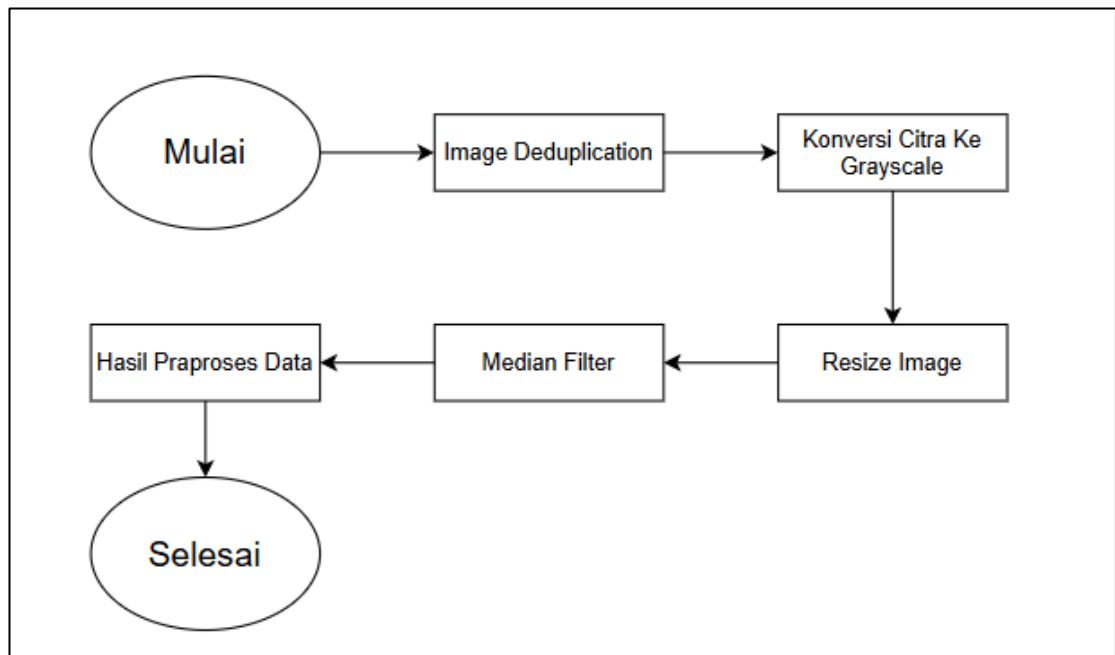 Mulai
Image Deduplication
Konversi Citra Ke
Grayscale
Resize Image
Median Filter
Hasil Praproses Data
Selesai